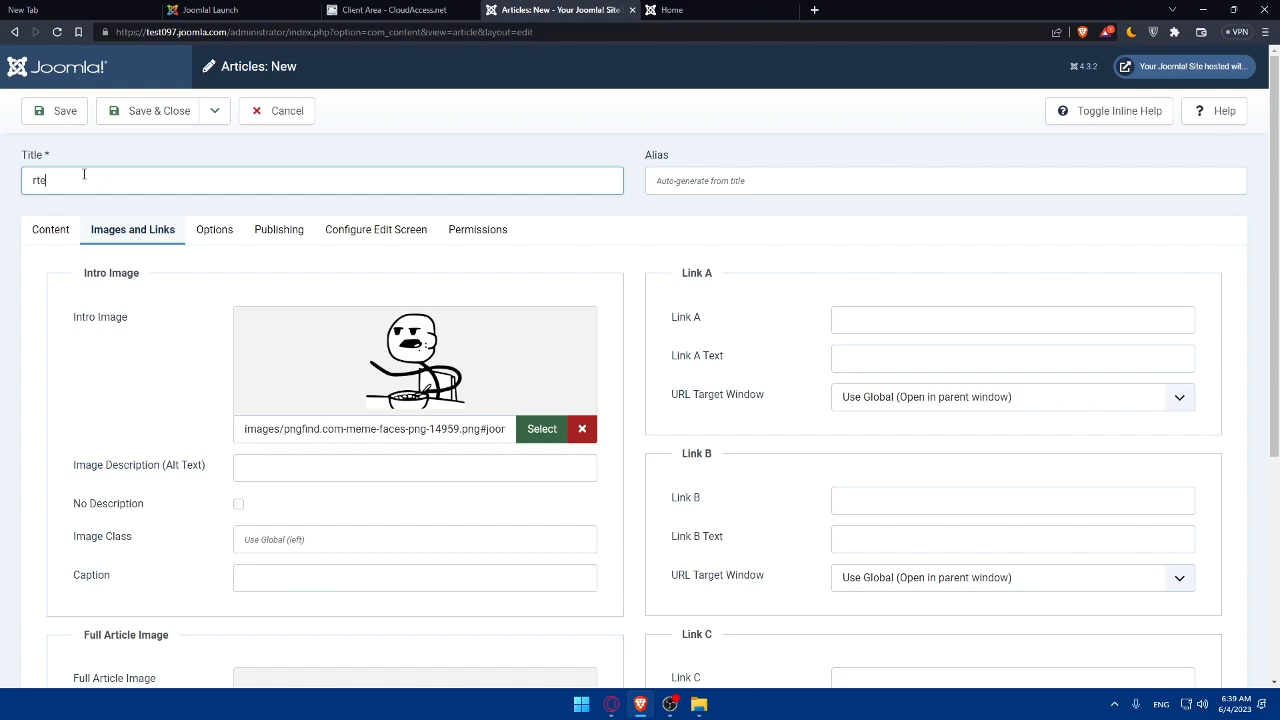 New Tab
Joomla Launch
Client Area - CloudAccess.net
Articles: New - Your Joomla! Site
Home
https://test097.joomla.com/administrator/index.php?option=com_content&view=article&layout=edit
VPN
Joomla!
Articles: New
4.3.2
Your Joomla! Site hosted wil...
Save
Save & Close
Cancel
Toggle Inline Help
Help
Title *
Alias
rte
Auto-generate from title
Content
Images and Links
Options
Publishing
Configure Edit Screen
Permissions
Intro Image
Intro Image
images/pngfind.com-meme-faces-png-14959.png#joor
Select
Image Description (Alt Text)
No Description
Image Class
Use Global (left)
Caption
Full Article Image
Full Article Image
Link A
Link A
Link A Text
URL Target Window
Use Global (Open in parent window)
Link B
Link B
Link B Text
URL Target Window
Use Global (Open in parent window)
Link C
Link C
ENG
6:39 AM
6/4/2023